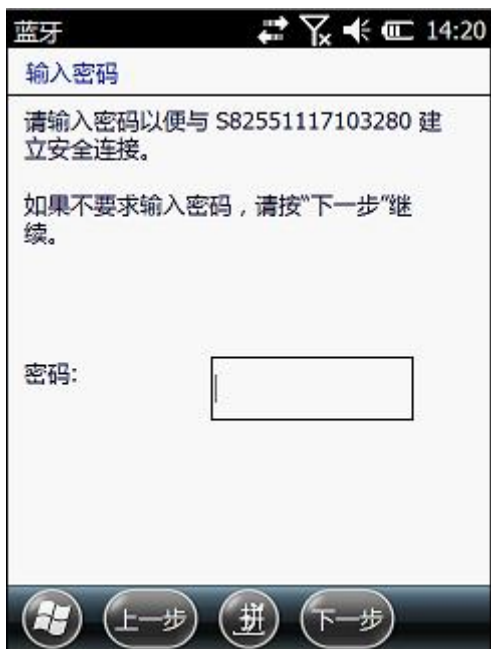 蓝牙 14:20
输入密码
请输入密码以便与 S82551117103280 建
立安全连接。
如果不要求输入密码，请按“下一步”继
续。
密码:
上一步 拼 下一步